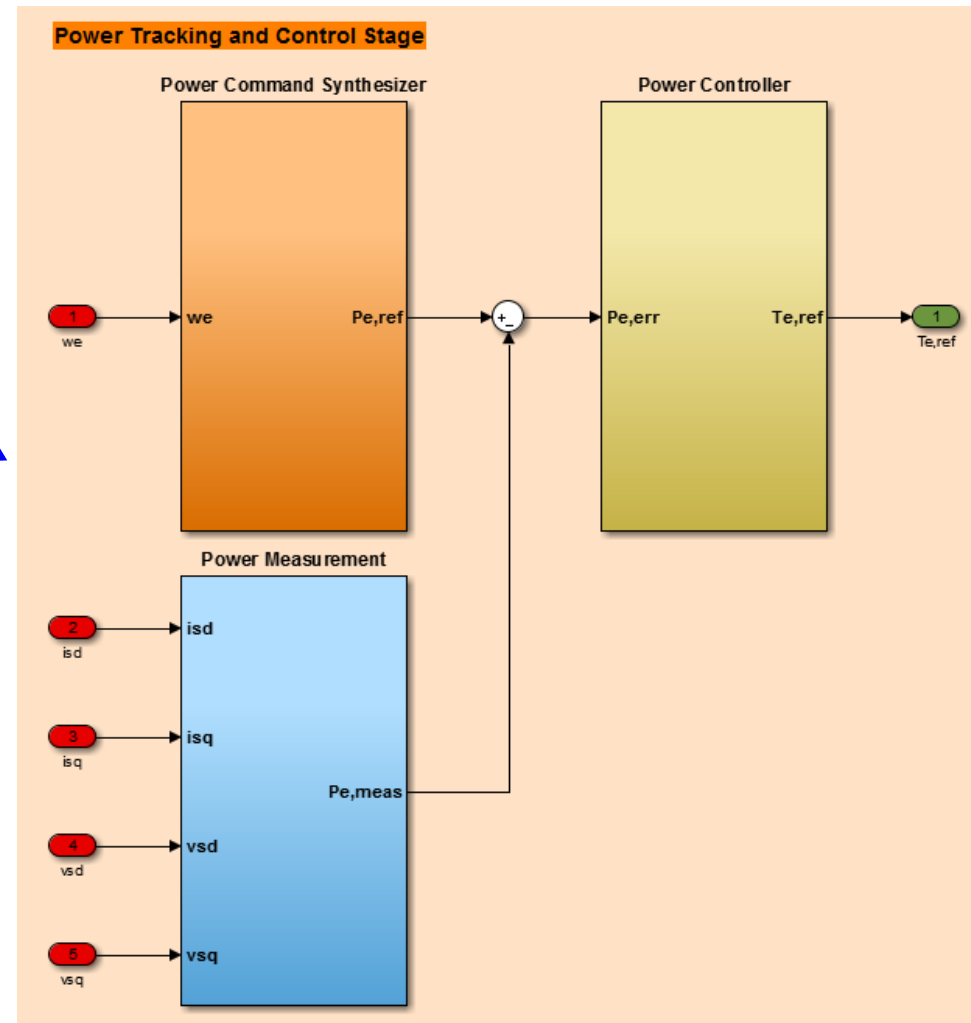 Power Tracking and Control Stage
Power Command Synthesizer
Power Controller
1
we
we
Pe,ref
+
-
Pe,err
Te,ref
1
Te,ref
Power Measurement
2
isd
isd
3
isq
isq
Pe,meas
4
vsd
vsd
5
vsq
vsq